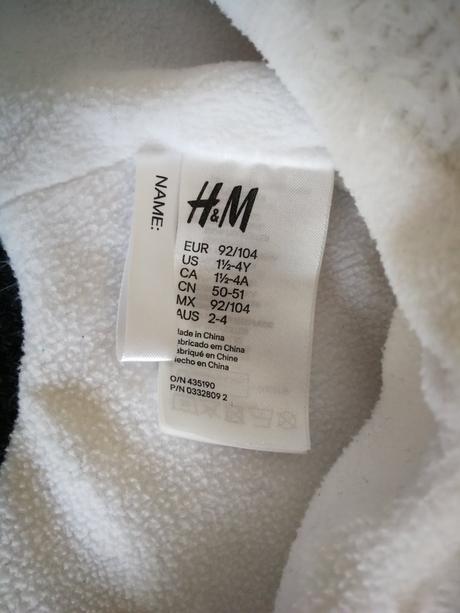 NAME:
H&M
EUR 92/104
US 1½-4Y
CA 1½-4A
CN 50-51
MX 92/104
AUS 2-4
Made in China
Fabricado em China
Fabriqué en Chine
Hecho en China
O/N 435190
P/N 0332809 2